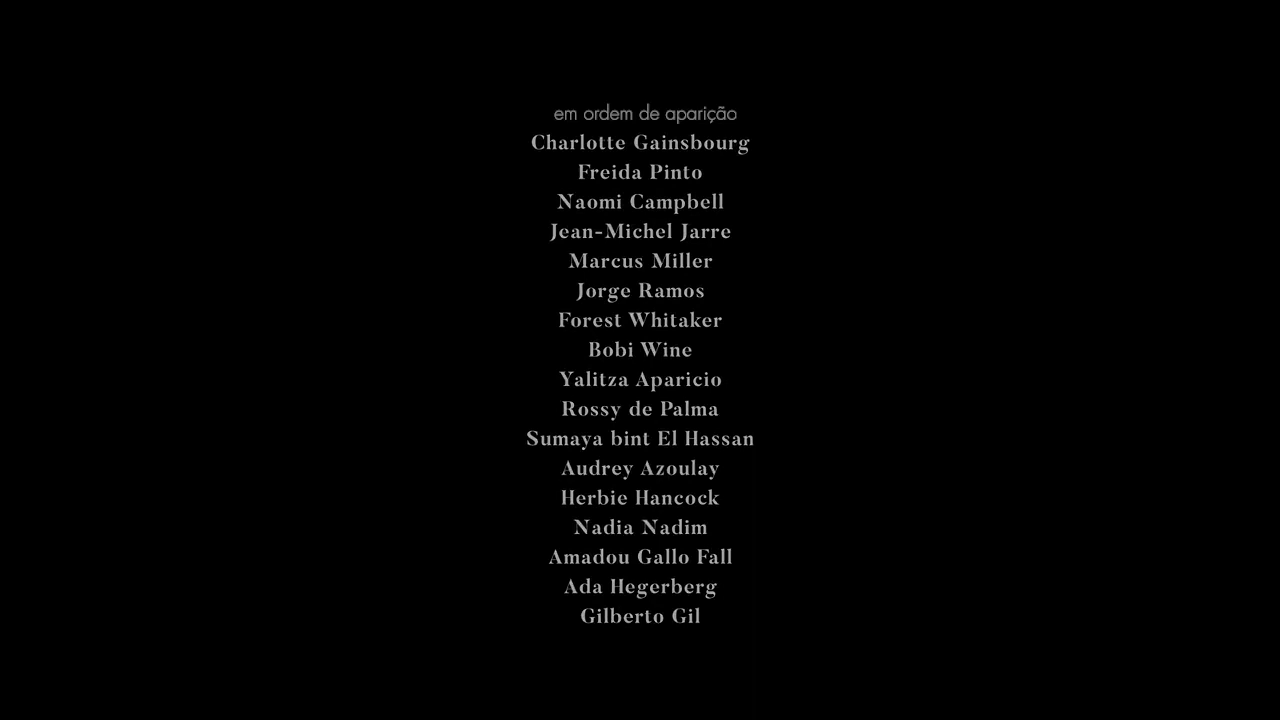 em ordem de aparição
Charlotte Gainsbourg
Freida Pinto
Naomi Campbell
Jean-Michel Jarre
Marcus Miller
Jorge Ramos
Forest Whitaker
Bobi Wine
Yalitza Aparicio
Rossy de Palma
Sumaya bint El Hassan
Audrey Azoulay
Herbie Hancock
Nadia Nadim
Amadou Gallo Fall
Ada Hegerberg
Gilberto Gil